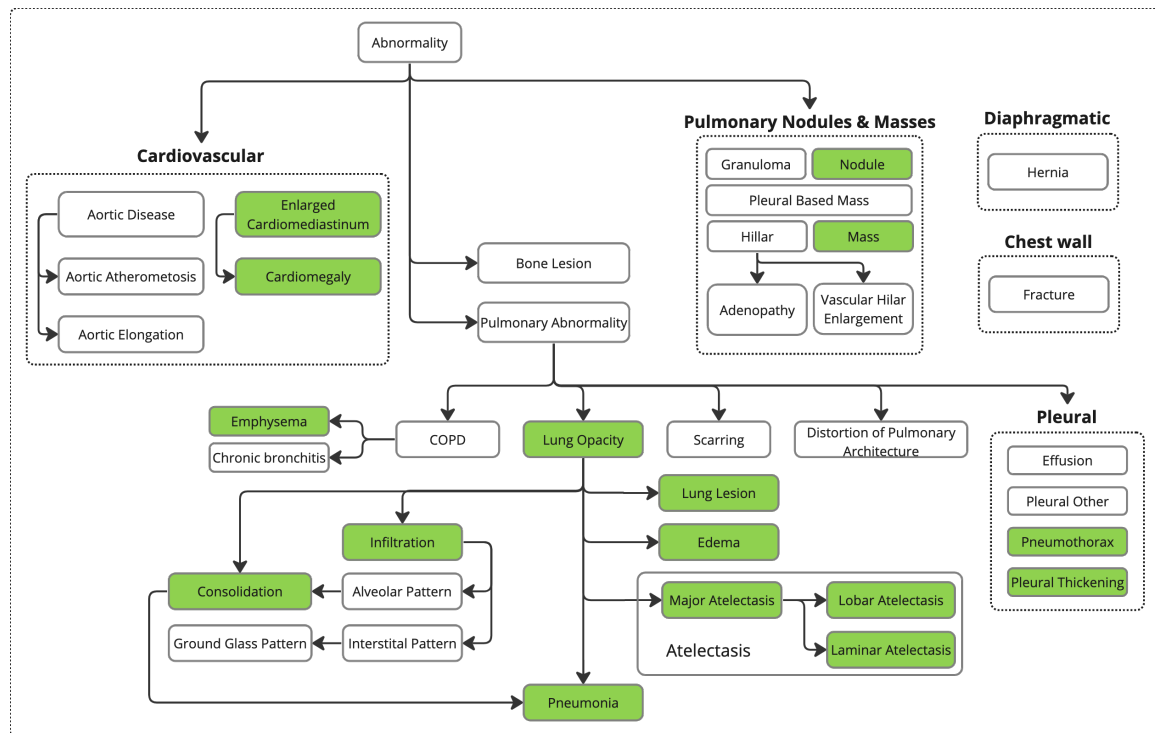 Abnormality
Pulmonary Nodules & Masses
Diaphragmatic
Cardiovascular
Granuloma
Nodule
Hernia
Pleural Based Mass
Aortic Disease
Enlarged
Cardiomediastinum
Hillar
Mass
Chest wall
Bone Lesion
Aortic Atherometosis
Cardiomegaly
Adenopathy
Vascular Hilar
Enlargement
Fracture
Pulmonary Abnormality
Aortic Elongation
Pleural
Emphysema
COPD
Lung Opacity
Scarring
Distortion of Pulmonary
Architecture
Chronic bronchitis
Effusion
Lung Lesion
Pleural Other
Infiltration
Edema
Pneumothorax
Consolidation
Alveolar Pattern
Pleural Thickening
Major Atelectasis
Lobar Atelectasis
Ground Glass Pattern
Interstital Pattern
Atelectasis
Laminar Atelectasis
Pneumonia